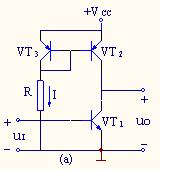 +Vcc
VT3 VT2
R I
+ VT1 +
uI uO
− (a) −